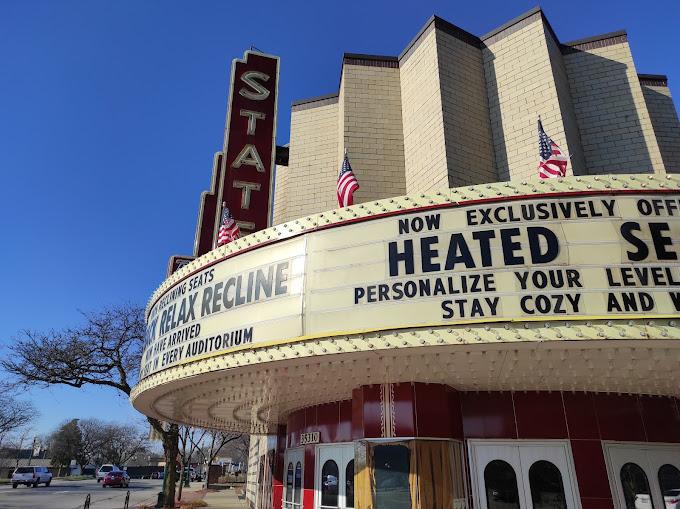 STATE
RECLINING SEATS
RELAX RECLINE
HAVE ARRIVED
IN EVERY AUDITORIUM
NOW EXCLUSIVELY OFF
HEATED SE
PERSONALIZE YOUR LEVEL
STAY COZY AND W